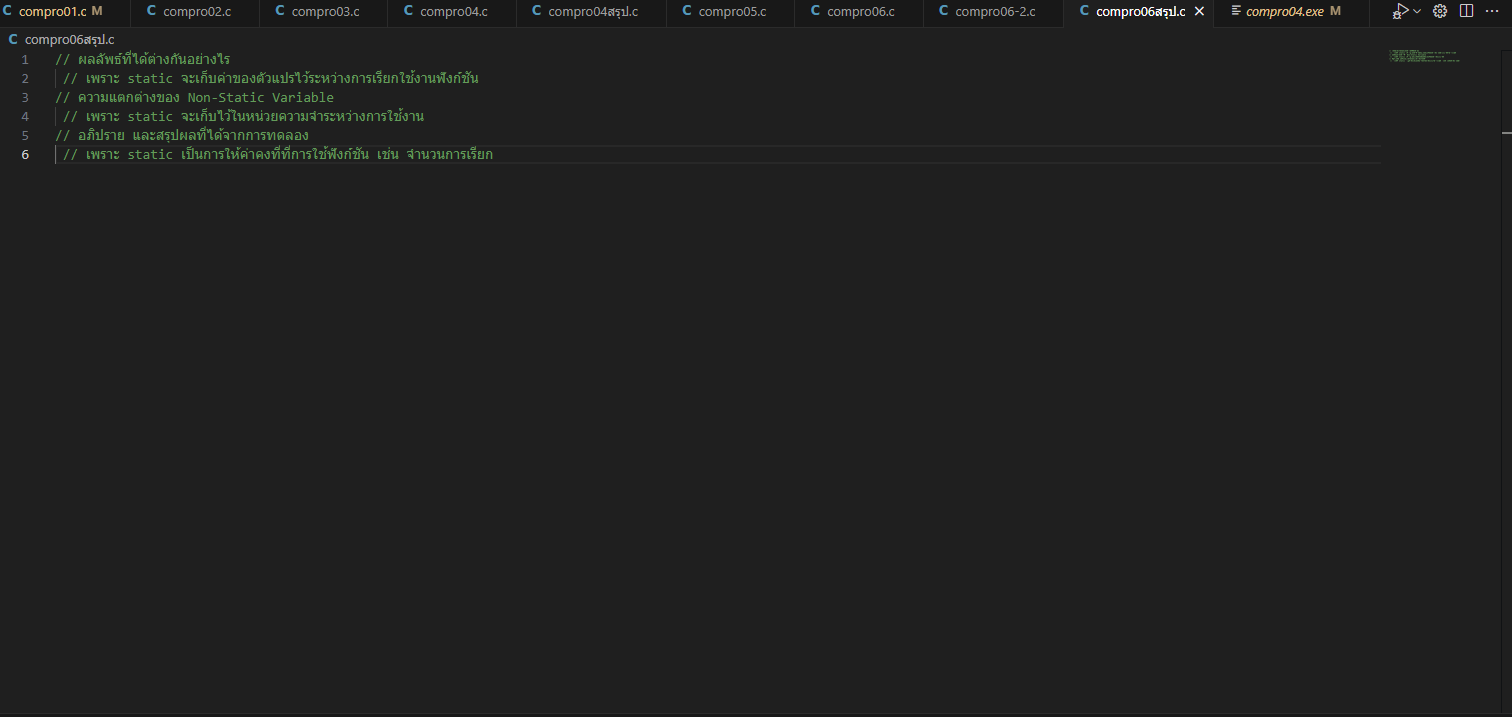 C compro01.c M C compro02.c C compro03.c C compro04.c C compro04สรุป.c C compro05.c C compro06.c C compro06-2.c C compro06สรุป.c compro04.exe M
C compro06สรุป.c
1 // ผลลัพธ์ที่ได้ต่างกันอย่างไร
2 // เพราะ static จะเก็บค่าของตัวแปรไว้ระหว่างการเรียกใช้งานฟังก์ชัน
3 // ความแตกต่างของ Non-Static Variable
4 // เพราะ static จะเก็บไว้ในหน่วยความจำระหว่างการใช้งาน
5 // อภิปราย และสรุปผลที่ได้จากการทดลอง
6 // เพราะ static เป็นการให้ค่าคงที่ที่การใช้ฟังก์ชัน เช่น จำนวนการเรียก